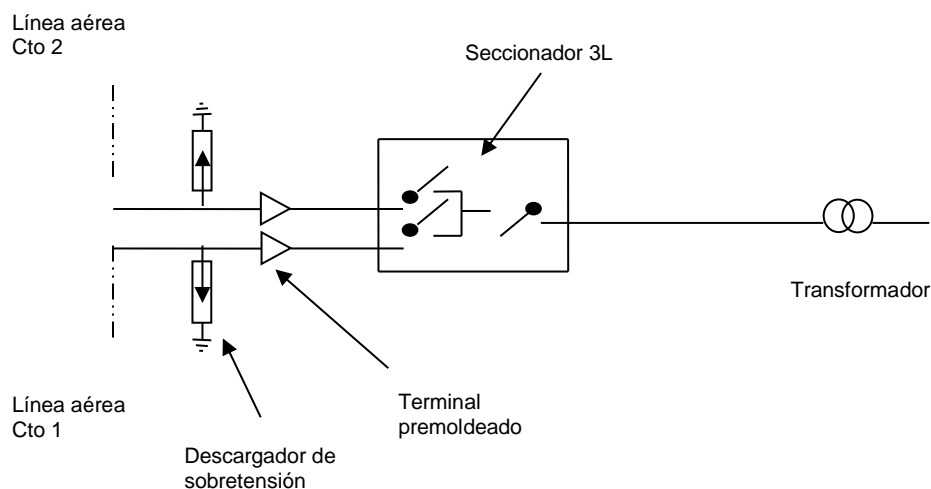 Línea aérea
Cto 2
Seccionador 3L
Transformador
Línea aérea
Cto 1
Terminal
premoldeado
Descargador de
sobretensión